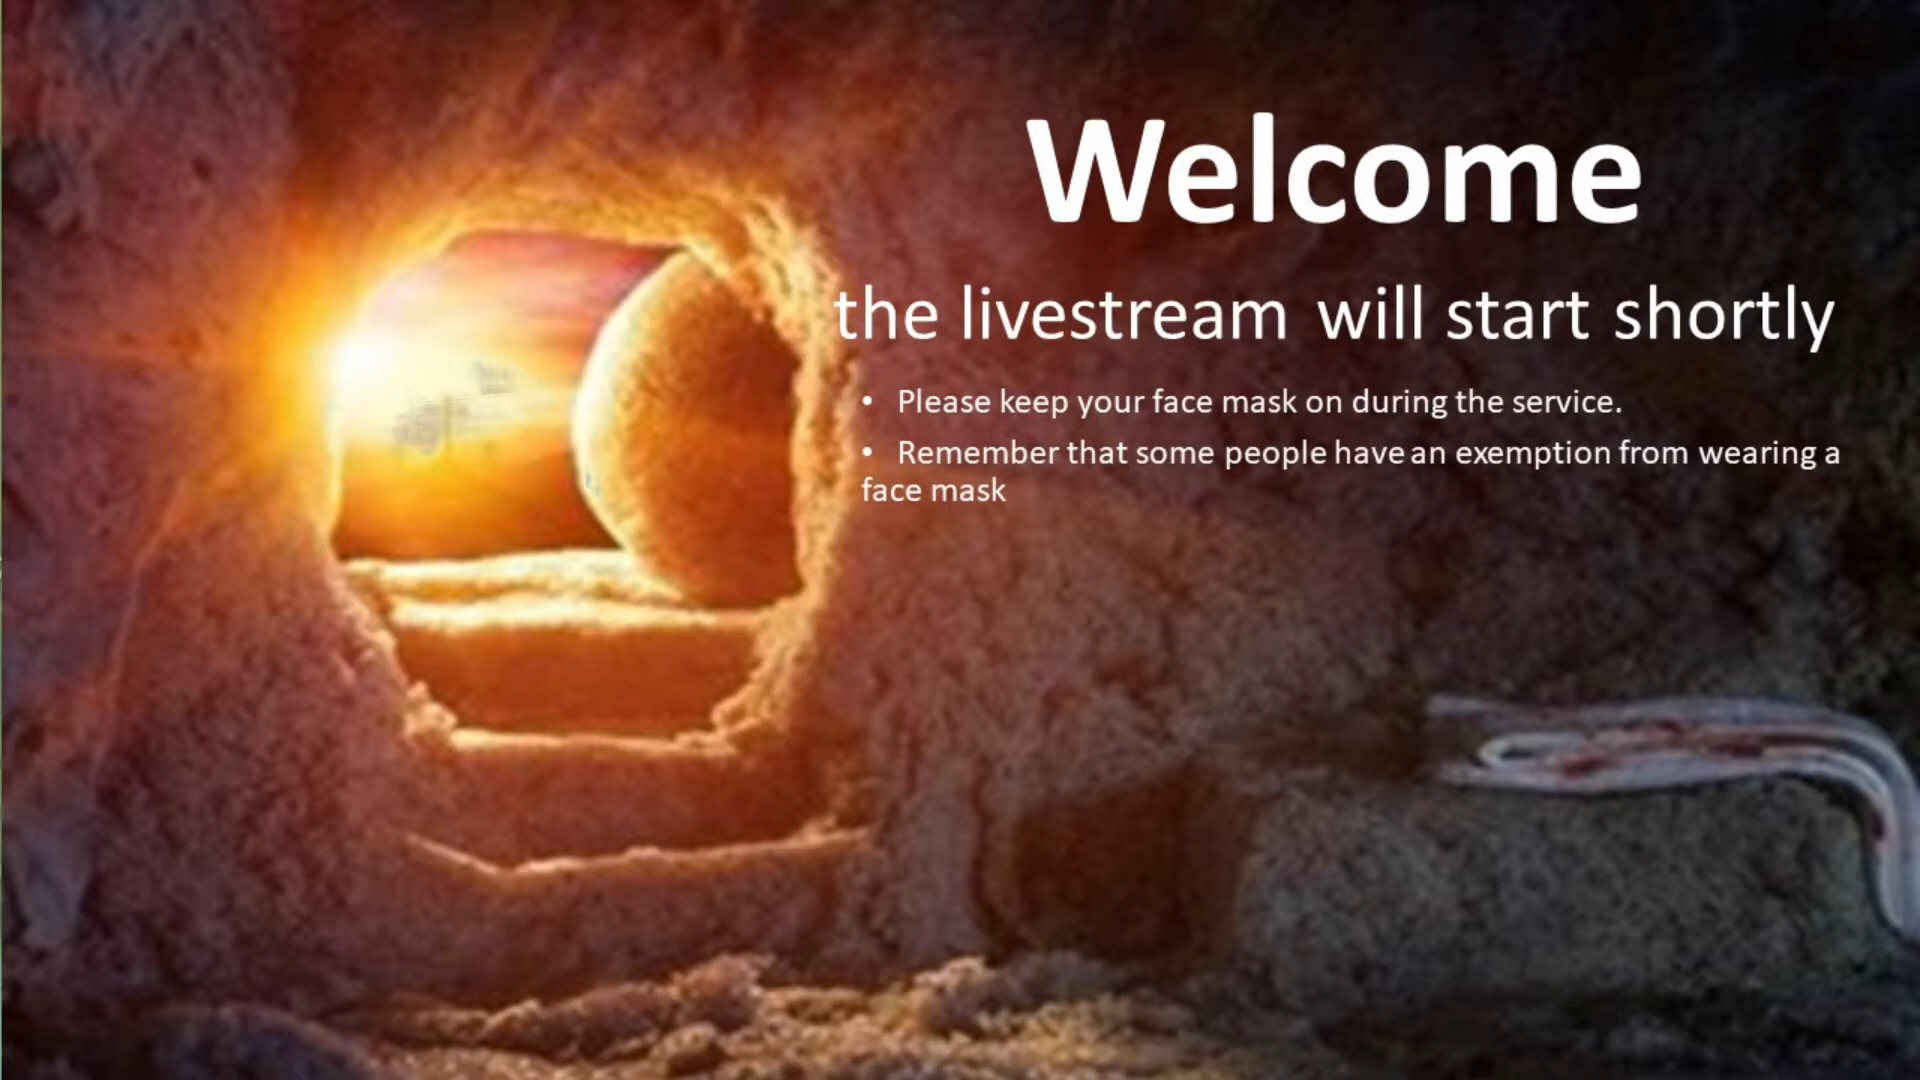 Welcome
the livestream will start shortly
• Please keep your face mask on during the service.
• Remember that some people have an exemption from wearing a
face mask